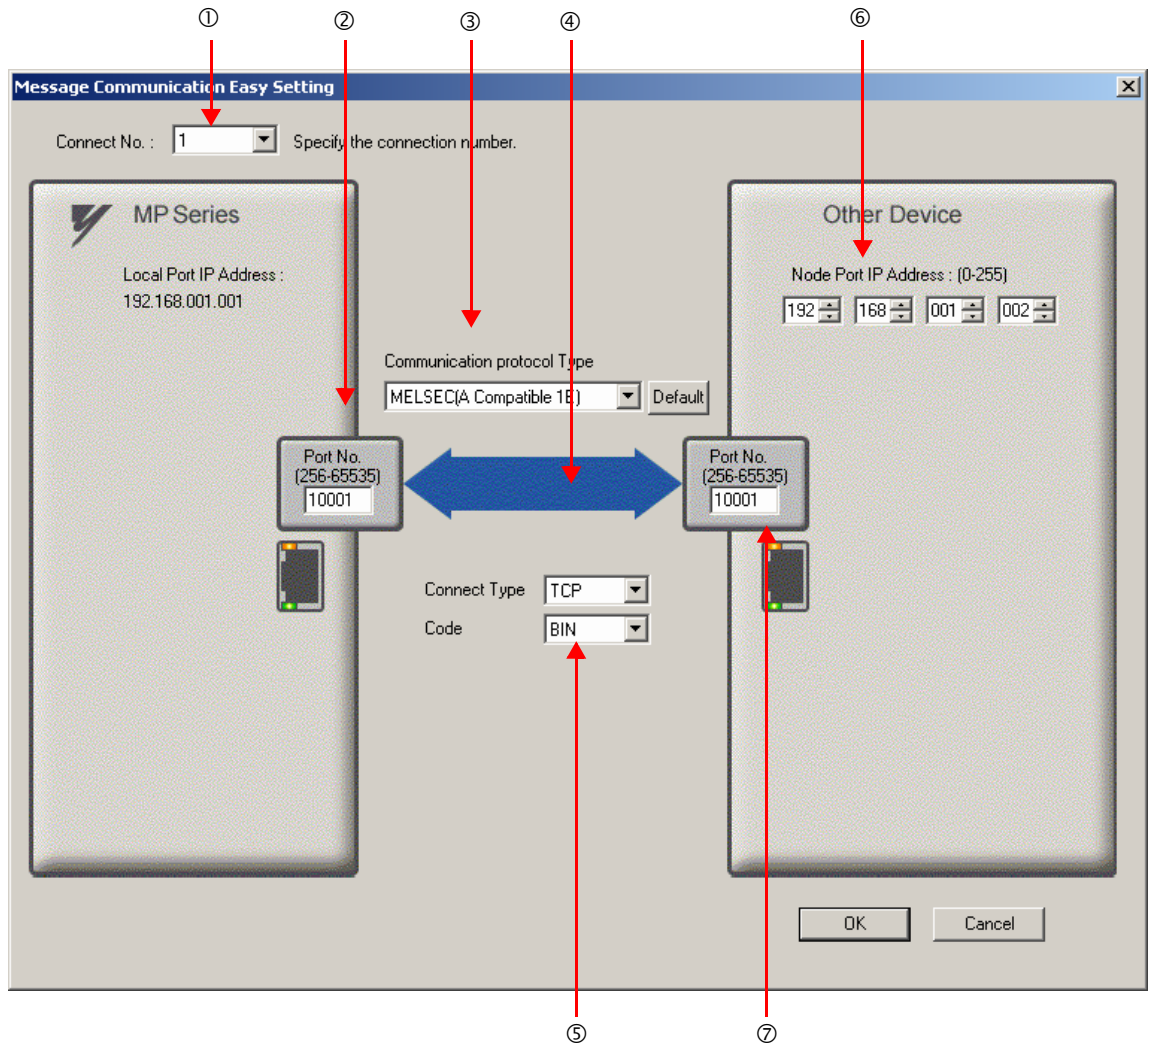 ① ② ③ ④ ⑥
Message Communication Easy Setting
Connect No. : 1 Specify the connection number.
MP Series
Other Device
Local Port IP Address :
192.168.001.001
Node Port IP Address : (0-255)
192 168 001 002
Communication protocol Type
MELSEC(A Compatible 1E) Default
Port No.
(256-65535)
10001
Port No.
(256-65535)
10001
Connect Type TCP
Code BIN
OK Cancel
⑤ ⑦